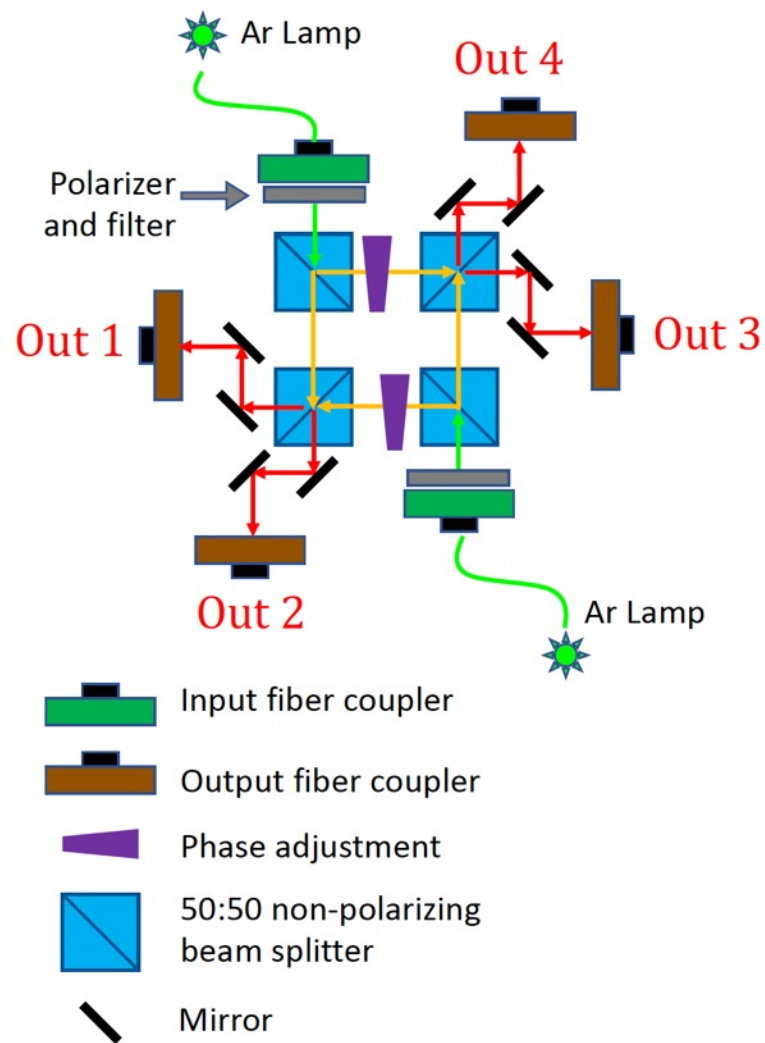 Ar Lamp
Out 4
Polarizer
and filter
Out 1
Out 3
Out 2
Ar Lamp
Input fiber coupler
Output fiber coupler
Phase adjustment
50:50 non-polarizing
beam splitter
Mirror